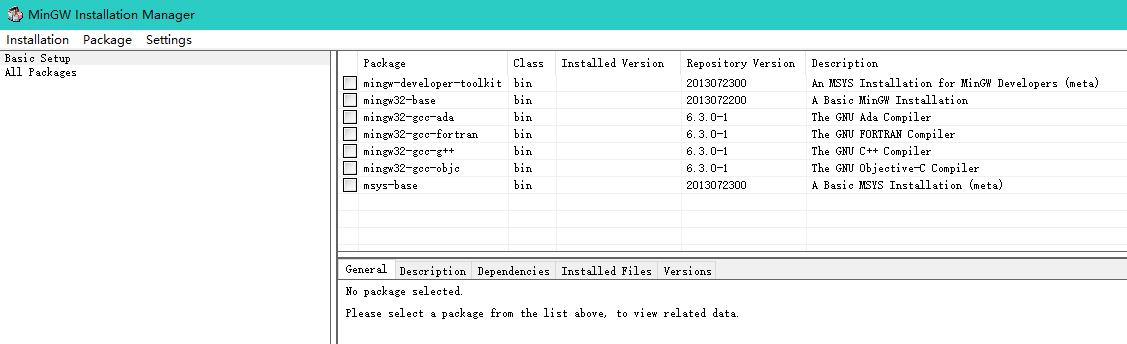 MinGW Installation Manager
Installation Package Settings
Basic Setup
All Packages
Package Class Installed Version Repository Version Description
mingw-developer-toolkit bin 2013072300 An MSYS Installation for MinGW Developers (meta)
mingw32-base bin 2013072200 A Basic MinGW Installation
mingw32-gcc-ada bin 6.3.0-1 The GNU Ada Compiler
mingw32-gcc-fortran bin 6.3.0-1 The GNU FORTRAN Compiler
mingw32-gcc-g++ bin 6.3.0-1 The GNU C++ Compiler
mingw32-gcc-objc bin 6.3.0-1 The GNU Objective-C Compiler
msys-base bin 2013072300 A Basic MSYS Installation (meta)
General Description Dependencies Installed Files Versions
No package selected.
Please select a package from the list above, to view related data.